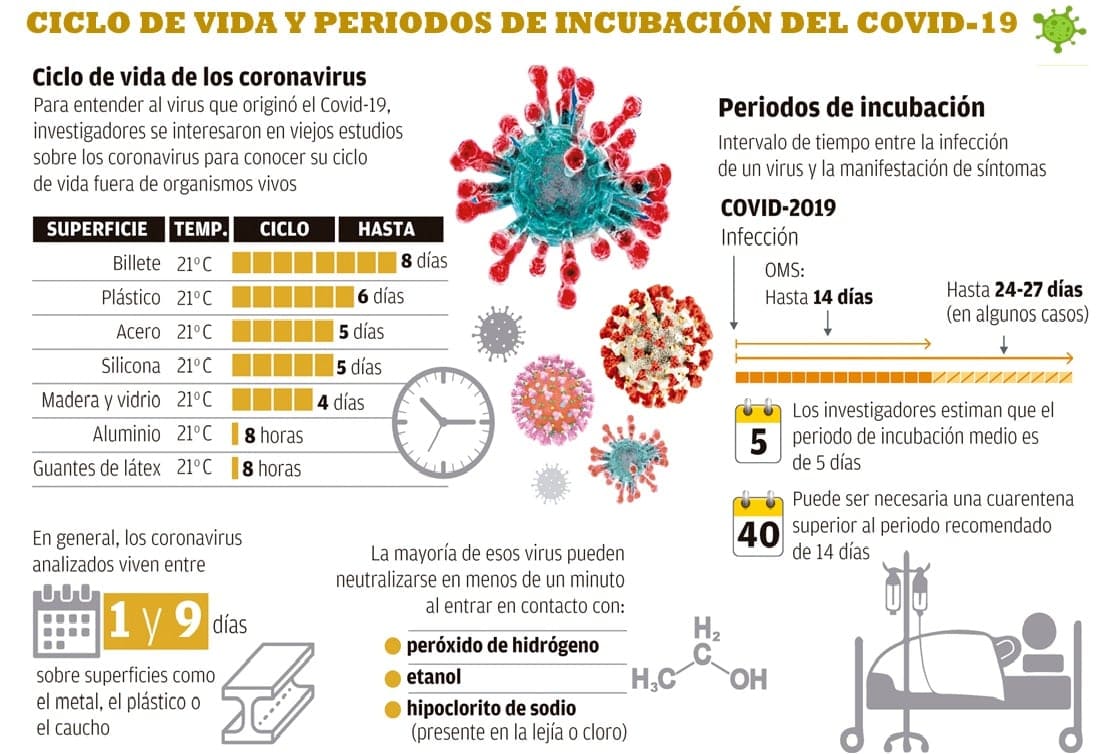 CICLO DE VIDA Y PERIODOS DE INCUBACIÓN DEL COVID-19
Ciclo de vida de los coronavirus
Para entender al virus que originó el Covid-19,
investigadores se interesaron en viejos estudios
sobre los coronavirus para conocer su ciclo
de vida fuera de organismos vivos
SUPERFICIE TEMP. CICLO HASTA
Billete 21°C 8 días
Plástico 21°C 6 días
Acero 21°C 5 días
Silicona 21°C 5 días
Madera y vidrio 21°C 4 días
Aluminio 21°C 8 horas
Guantes de látex 21°C 8 horas
En general, los coronavirus
analizados viven entre
1 y 9 días
sobre superficies como
el metal, el plástico o
el caucho
La mayoría de esos virus pueden
neutralizarse en menos de un minuto
al entrar en contacto con:
peróxido de hidrógeno
etanol
hipoclorito de sodio
(presente en la lejía o cloro)
H₂
C
H₃C OH
Periodos de incubación
Intervalo de tiempo entre la infección
de un virus y la manifestación de síntomas
COVID-2019
Infección
OMS:
Hasta 14 días
Hasta 24-27 días
(en algunos casos)
5
Los investigadores estiman que el
periodo de incubación medio es
de 5 días
40
Puede ser necesaria una cuarentena
superior al periodo recomendado
de 14 días